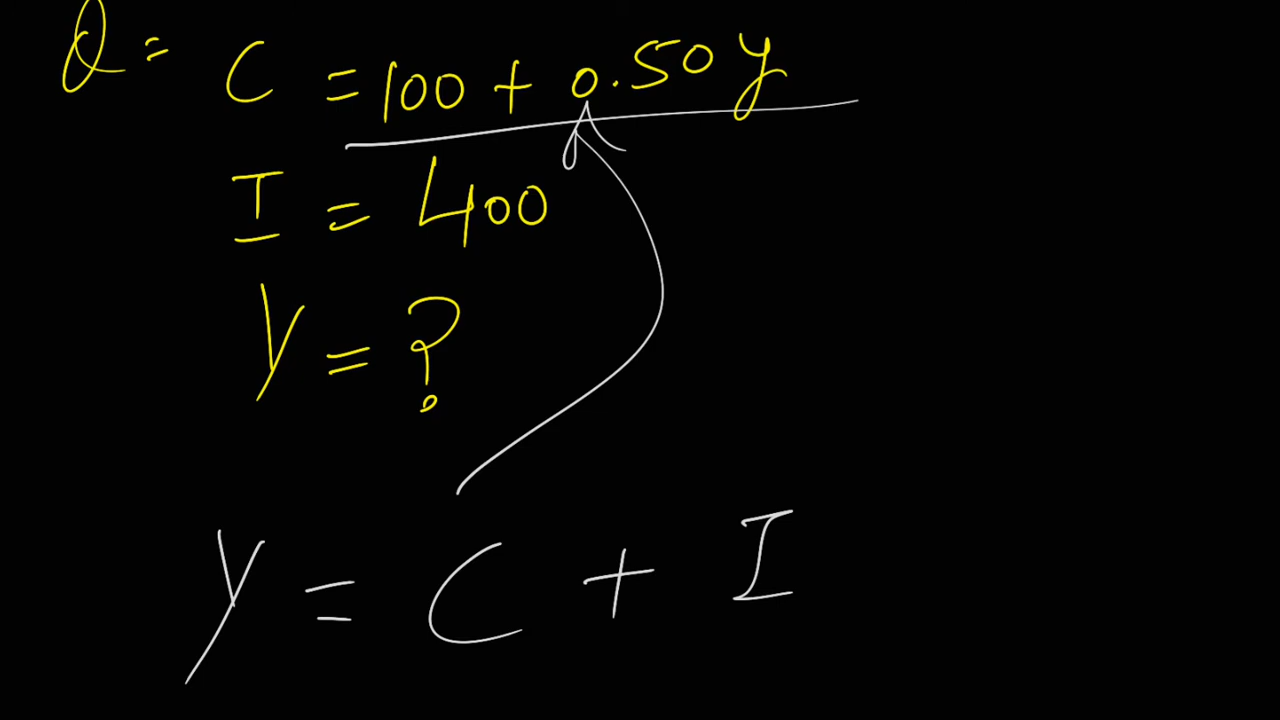 Q = C = 100 + 0.50y
I = 400
Y = ?
y = C + I